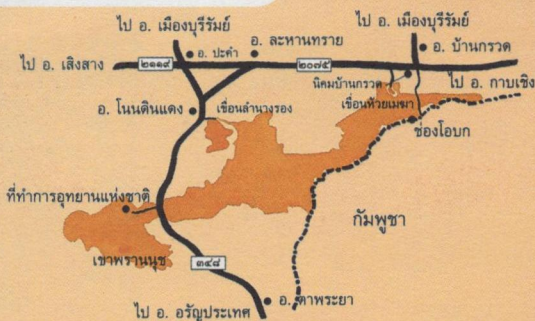 ไป อ. เมืองบุรีรัมย์
ไป อ. เมืองบุรีรัมย์
อ. ปะคำ
อ. ละหานทราย
อ. บ้านกรวด
ไป อ. เสิงสาง
๒๑๑๙
๒๐๗๕
นิคมบ้านกรวด
ไป อ. กาบเชิง
เขื่อนห้วยเมฆา
อ. โนนดินแดง
เขื่อนลำนางรอง
ช่องโอบก
ที่ทำการอุทยานแห่งชาติ
กัมพูชา
เขาพรานนุช
๓๔๘
อ. ตาพระยา
ไป อ. อรัญประเทศ